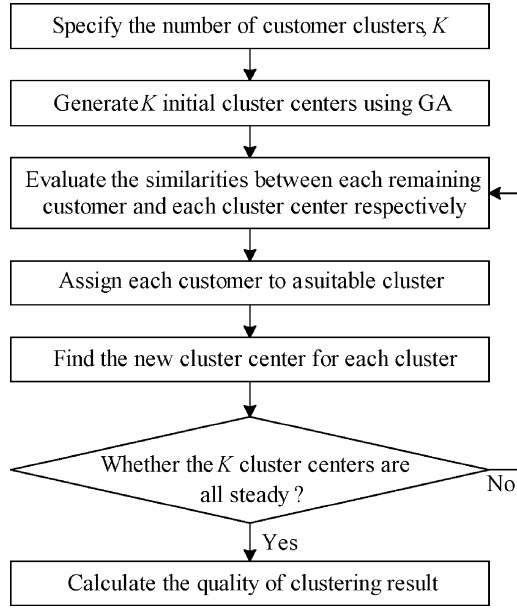 Specify the number of customer clusters, K
Generate K initial cluster centers using GA
Evaluate the similarities between each remaining
customer and each cluster center respectively
Assign each customer to asuitable cluster
Find the new cluster center for each cluster
Whether the K cluster centers are
all steady ?
No
Yes
Calculate the quality of clustering result